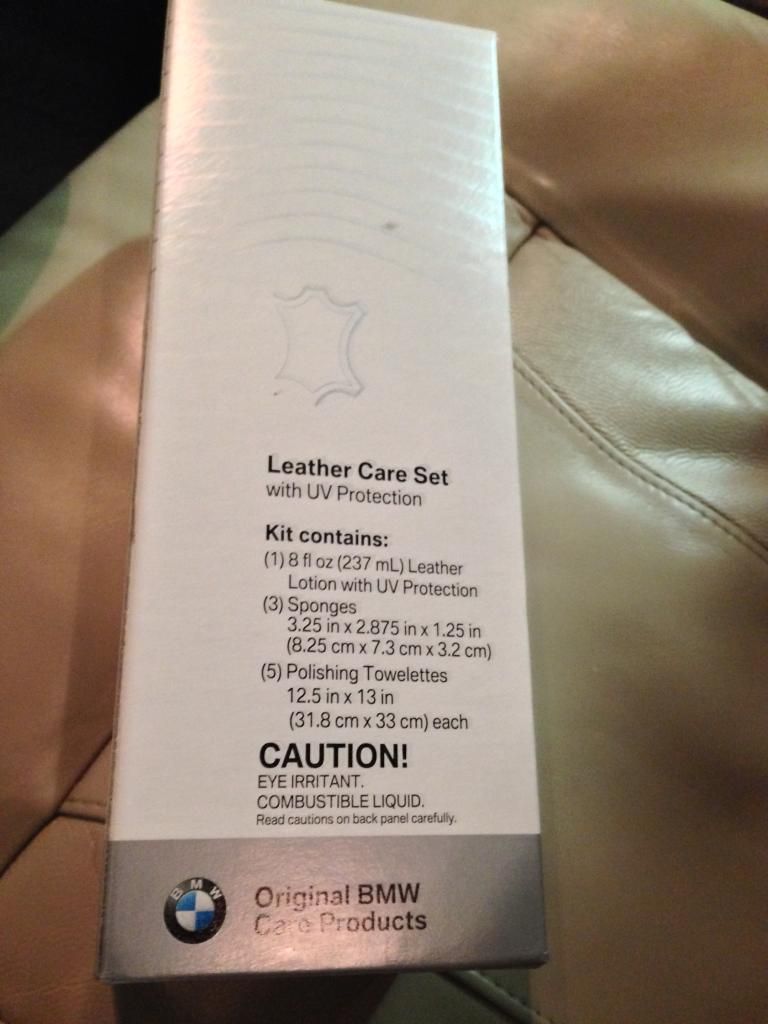 Leather Care Set
with UV Protection
Kit contains:
(1) 8 fl oz (237 mL) Leather
Lotion with UV Protection
(3) Sponges
3.25 in x 2.875 in x 1.25 in
(8.25 cm x 7.3 cm x 3.2 cm)
(5) Polishing Towelettes
12.5 in x 13 in
(31.8 cm x 33 cm) each
CAUTION!
EYE IRRITANT.
COMBUSTIBLE LIQUID.
Read cautions on back panel carefully.
BMW
Original BMW
Care Products